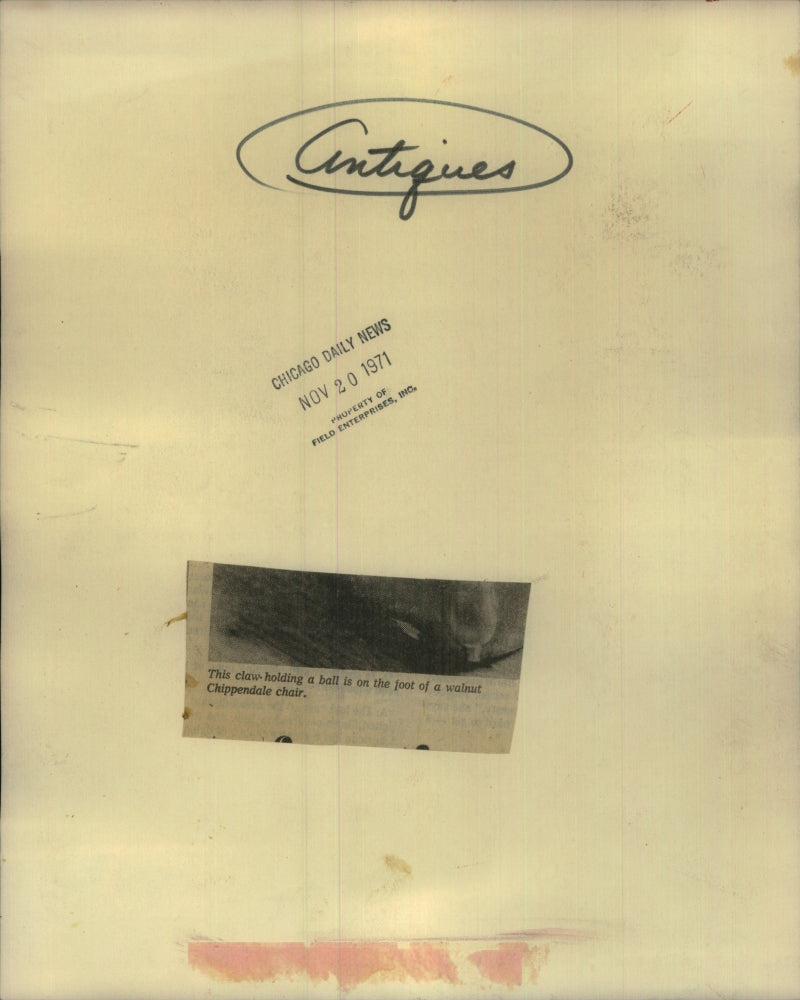 Antiques
CHICAGO DAILY NEWS
NOV 20 1971
PROPERTY OF
FIELD ENTERPRISES, INC.
This claw holding a ball is on the foot of a walnut
Chippendale chair.